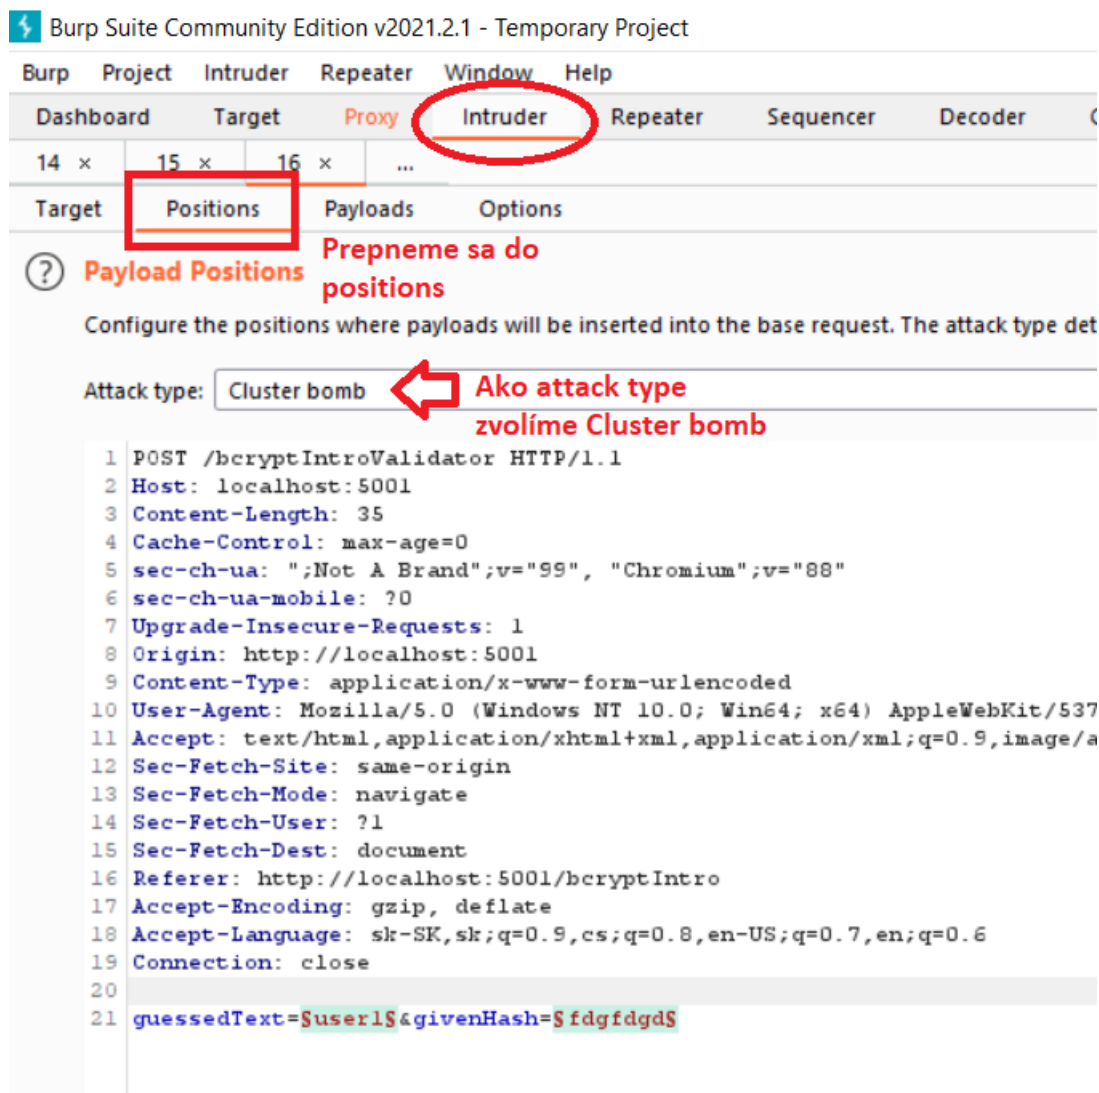 Burp Suite Community Edition v2021.2.1 - Temporary Project
Burp Project Intruder Repeater Window Help
Dashboard Target Proxy Intruder Repeater Sequencer Decoder
14 × 15 × 16 × ...
Target Positions Payloads Options
Prepneme sa do
positions
? Payload Positions
Configure the positions where payloads will be inserted into the base request. The attack type det
Attack type: Cluster bomb
Ako attack type
zvolíme Cluster bomb
1 POST /bcryptIntroValidator HTTP/1.1
2 Host: localhost:5001
3 Content-Length: 35
4 Cache-Control: max-age=0
5 sec-ch-ua: ";Not A Brand";v="99", "Chromium";v="88"
6 sec-ch-ua-mobile: ?0
7 Upgrade-Insecure-Requests: 1
8 Origin: http://localhost:5001
9 Content-Type: application/x-www-form-urlencoded
10 User-Agent: Mozilla/5.0 (Windows NT 10.0; Win64; x64) AppleWebKit/537
11 Accept: text/html,application/xhtml+xml,application/xml;q=0.9,image/a
12 Sec-Fetch-Site: same-origin
13 Sec-Fetch-Mode: navigate
14 Sec-Fetch-User: ?1
15 Sec-Fetch-Dest: document
16 Referer: http://localhost:5001/bcryptIntro
17 Accept-Encoding: gzip, deflate
18 Accept-Language: sk-SK,sk;q=0.9,cs;q=0.8,en-US;q=0.7,en;q=0.6
19 Connection: close
20
21 guessedText=§user1§&givenHash=§fdgfdgd§